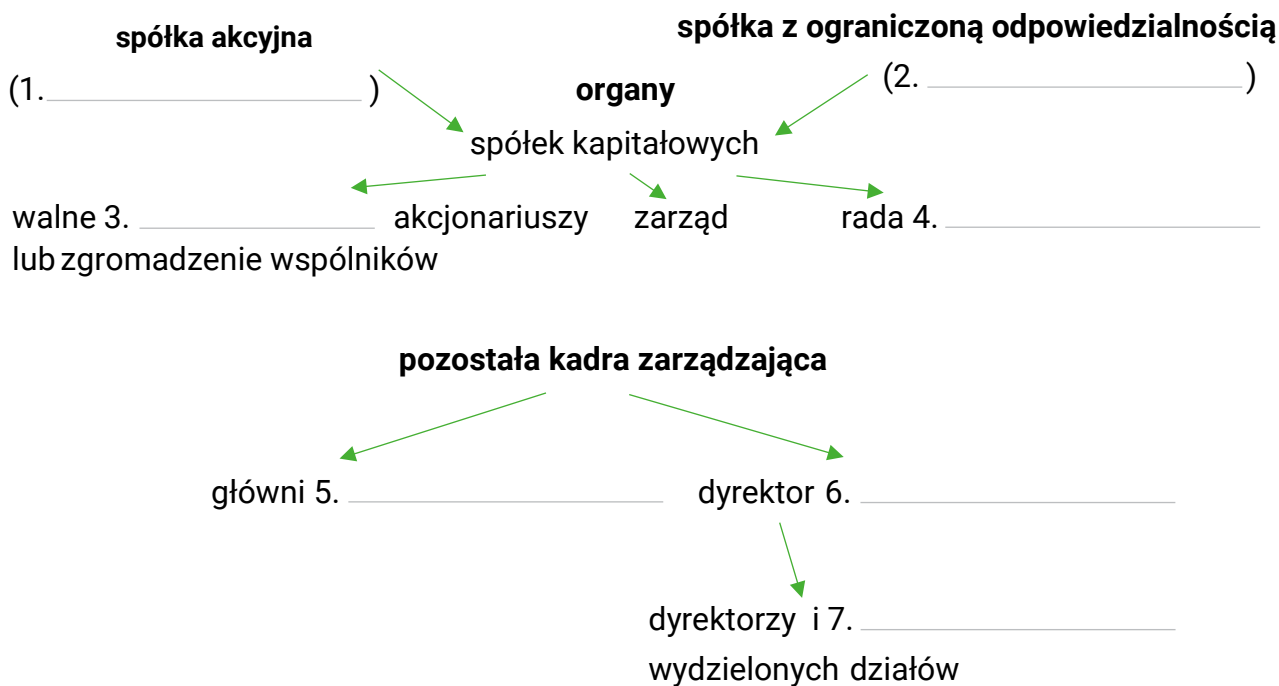 spółka akcyjna
spółka z ograniczoną odpowiedzialnością
(1. )
organy
(2. )
spółek kapitałowych
walne 3. akcjonariuszy zarząd rada 4.
lub zgromadzenie wspólników
pozostała kadra zarządzająca
główni 5. dyrektor 6.
dyrektorzy i 7.
wydzielonych działów